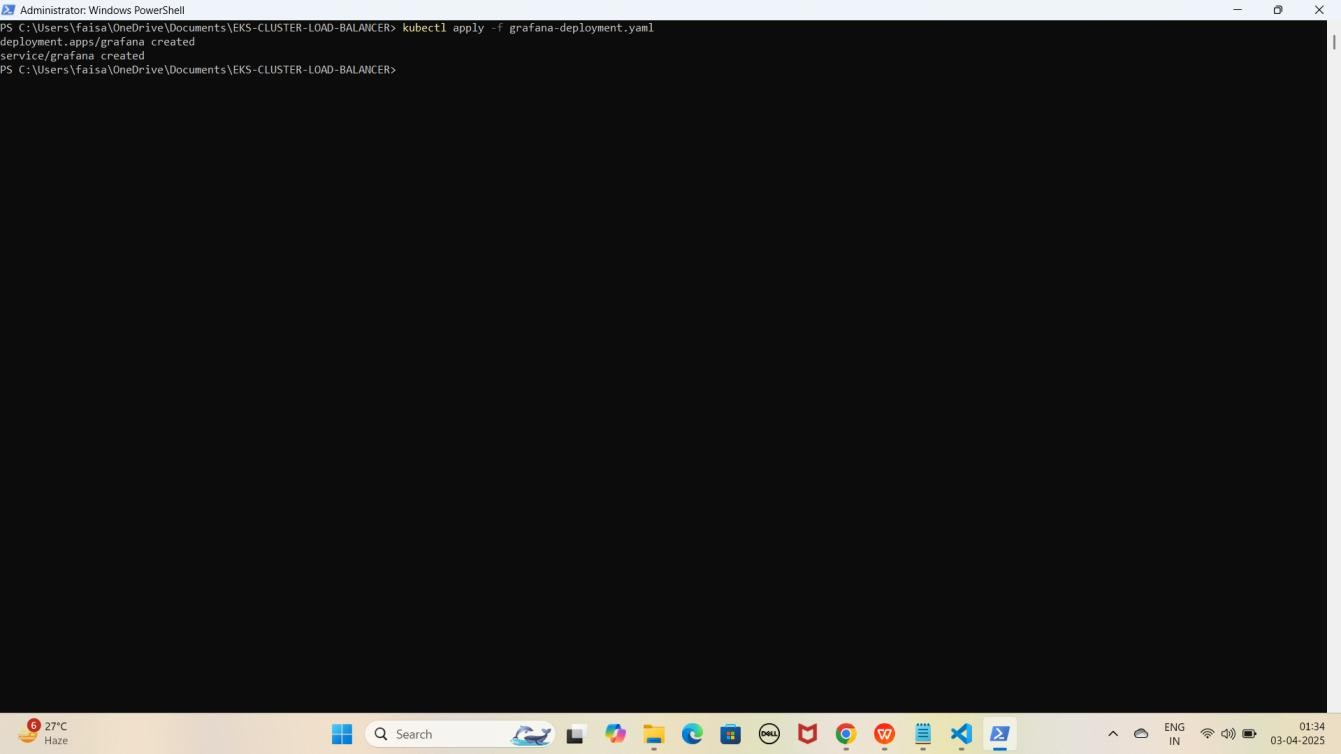 Administrator: Windows PowerShell
PS C:\Users\faisa\OneDrive\Documents\EKS-CLUSTER-LOAD-BALANCER> kubectl apply -f grafana-deployment.yaml
deployment.apps/grafana created
service/grafana created
PS C:\Users\faisa\OneDrive\Documents\EKS-CLUSTER-LOAD-BALANCER>
6
27°C
Haze
Search
DELL
W
ENG
IN
01:34
03-04-2025